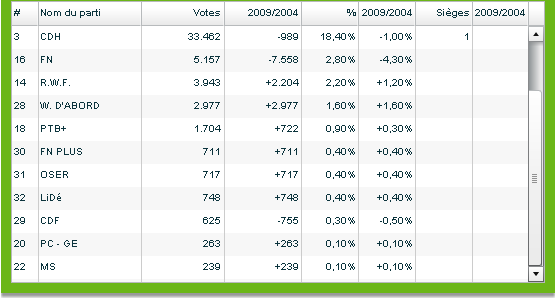 # Nom du parti Votes 2009/2004 % 2009/2004 Sièges 2009/2004
3 CDH 33.462 -989 18,40% -1,00% 1
16 FN 5.157 -7.558 2,80% -4,30%
14 R.W.F. 3.943 +2.204 2,20% +1,20%
28 W. D'ABORD 2.977 +2.977 1,60% +1,60%
18 PTB+ 1.704 +722 0,90% +0,30%
30 FN PLUS 711 +711 0,40% +0,40%
31 OSER 717 +717 0,40% +0,40%
32 LiDé 748 +748 0,40% +0,40%
29 CDF 625 -755 0,30% -0,50%
20 PC - GE 263 +263 0,10% +0,10%
22 MS 239 +239 0,10% +0,10%